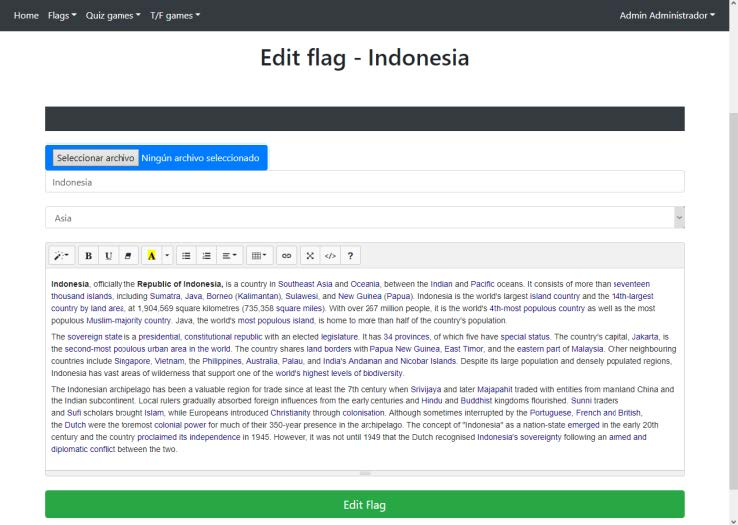 Home Flags Quiz games T/F games Admin Administrador
Edit flag - Indonesia
Seleccionar archivo Ningún archivo seleccionado
Indonesia
Asia
B U A </> ?
Indonesia, officially the Republic of Indonesia, is a country in Southeast Asia and Oceania, between the Indian and Pacific oceans. It consists of more than seventeen
thousand islands, including Sumatra, Java, Borneo (Kalimantan), Sulawesi, and New Guinea (Papua). Indonesia is the world's largest island country and the 14th-largest
country by land area, at 1,904,569 square kilometres (735,358 square miles). With over 267 million people, it is the world's 4th-most populous country as well as the most
populous Muslim-majority country. Java, the world's most populous island, is home to more than half of the country's population.
The sovereign state is a presidential, constitutional republic with an elected legislature. It has 34 provinces, of which five have special status. The country's capital, Jakarta, is
the second-most populous urban area in the world. The country shares land borders with Papua New Guinea, East Timor, and the eastern part of Malaysia. Other neighbouring
countries include Singapore, Vietnam, the Philippines, Australia, Palau, and India's Andaman and Nicobar Islands. Despite its large population and densely populated regions,
Indonesia has vast areas of wilderness that support one of the world's highest levels of biodiversity.
The Indonesian archipelago has been a valuable region for trade since at least the 7th century when Srivijaya and later Majapahit traded with entities from mainland China and
the Indian subcontinent. Local rulers gradually absorbed foreign influences from the early centuries and Hindu and Buddhist kingdoms flourished. Sunni traders
and Sufi scholars brought Islam, while Europeans introduced Christianity through colonisation. Although sometimes interrupted by the Portuguese, French and British,
the Dutch were the foremost colonial power for much of their 350-year presence in the archipelago. The concept of "Indonesia" as a nation-state emerged in the early 20th
century and the country proclaimed its independence in 1945. However, it was not until 1949 that the Dutch recognised Indonesia's sovereignty following an armed and
diplomatic conflict between the two.
Edit Flag